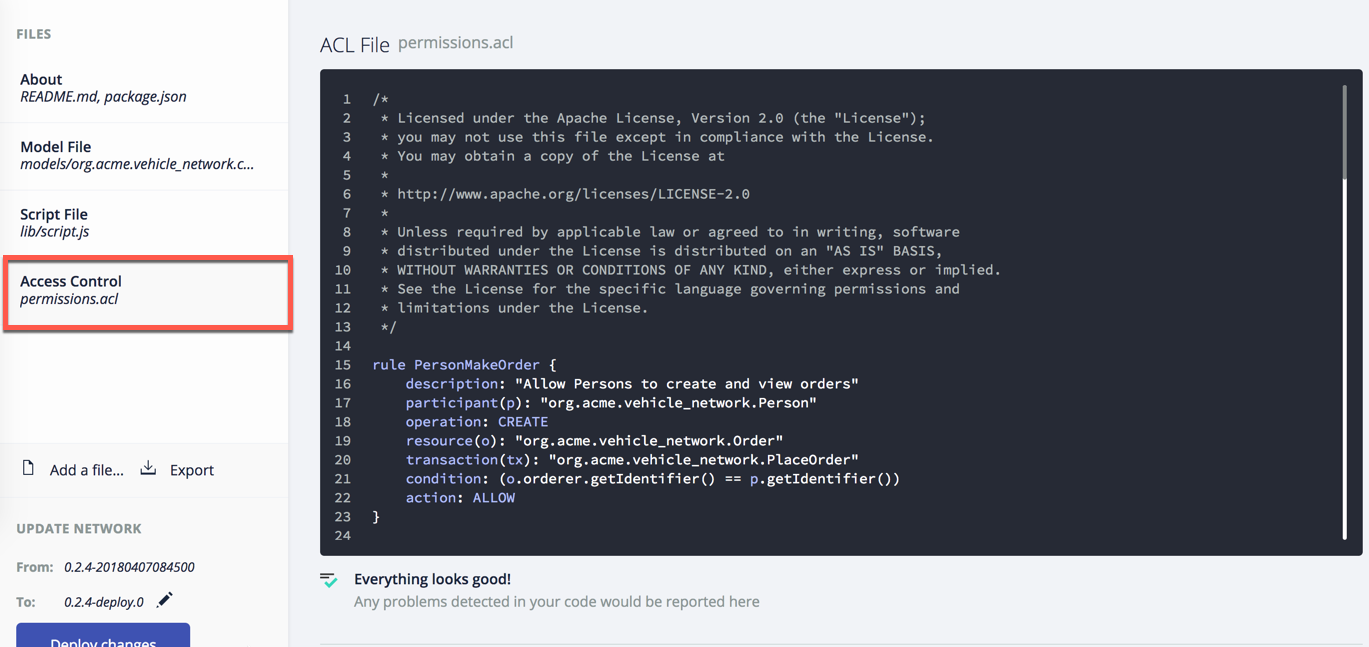 FILES
About
README.md, package.json
Model File
models/org.acme.vehicle_network.c...
Script File
lib/script.js
Access Control
permissions.acl
Add a file... Export
UPDATE NETWORK
From: 0.2.4-20180407084500
To: 0.2.4-deploy.0
Deploy changes
ACL File permissions.acl
1 /*
2  * Licensed under the Apache License, Version 2.0 (the "License");
3  * you may not use this file except in compliance with the License.
4  * You may obtain a copy of the License at
5  *
6  * http://www.apache.org/licenses/LICENSE-2.0
7  *
8  * Unless required by applicable law or agreed to in writing, software
9  * distributed under the License is distributed on an "AS IS" BASIS,
10  * WITHOUT WARRANTIES OR CONDITIONS OF ANY KIND, either express or implied.
11  * See the License for the specific language governing permissions and
12  * limitations under the License.
13  */
14
15 rule PersonMakeOrder {
16     description: "Allow Persons to create and view orders"
17     participant(p): "org.acme.vehicle_network.Person"
18     operation: CREATE
19     resource(o): "org.acme.vehicle_network.Order"
20     transaction(tx): "org.acme.vehicle_network.PlaceOrder"
21     condition: (o.orderer.getIdentifier() == p.getIdentifier())
22     action: ALLOW
23 }
24
Everything looks good!
Any problems detected in your code would be reported here